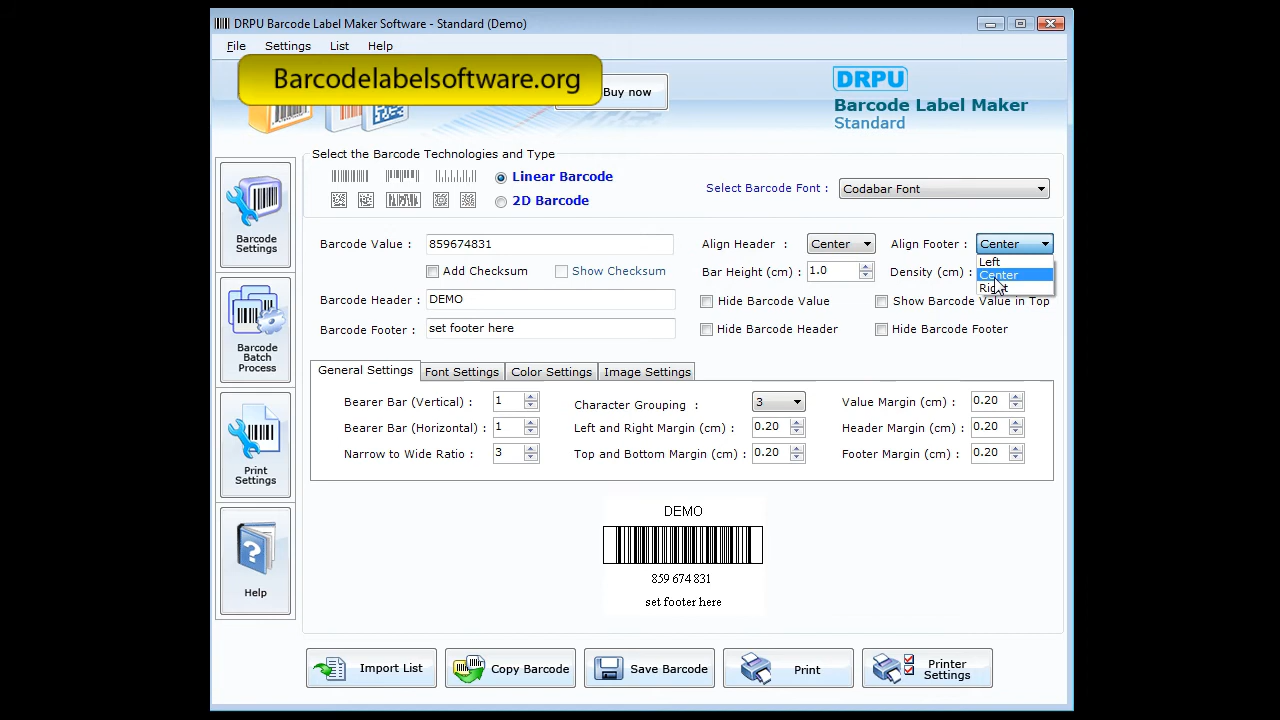 DRPU Barcode Label Maker Software - Standard (Demo)
File Settings List Help
Barcodelabelsoftware.org
Buy now
DRPU
Barcode Label Maker
Standard
Select the Barcode Technologies and Type
Linear Barcode
2D Barcode
Select Barcode Font : Codabar Font
Barcode Value : 859674831
Align Header : Center Align Footer : Center
Left
Center
Right
Add Checksum Show Checksum
Bar Height (cm) : 1.0 Density (cm) :
Barcode Header : DEMO
Hide Barcode Value Show Barcode Value in Top
Barcode Footer : set footer here
Hide Barcode Header Hide Barcode Footer
General Settings Font Settings Color Settings Image Settings
Bearer Bar (Vertical) : 1 Character Grouping : 3 Value Margin (cm) : 0.20
Bearer Bar (Horizontal) : 1 Left and Right Margin (cm) : 0.20 Header Margin (cm) : 0.20
Narrow to Wide Ratio : 3 Top and Bottom Margin (cm) : 0.20 Footer Margin (cm) : 0.20
Barcode
Settings
Barcode
Batch
Process
Print
Settings
Help
DEMO
859 674 831
set footer here
Import List Copy Barcode Save Barcode Print Printer
Settings